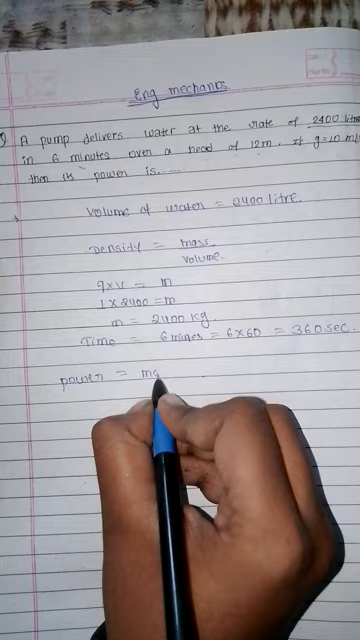 Eng mechanics
A pump delivers water at the rate of 2400 litre
in 6 minutes over a head of 12m. if g=10 m/s
then its power is.....
Volume of water = 2400 litre.
Density = mass
Volume.
9xV = m
1 x 2400 = m
m = 2400 kg.
Time = 6 mines = 6x60 = 360 sec.
power = mg